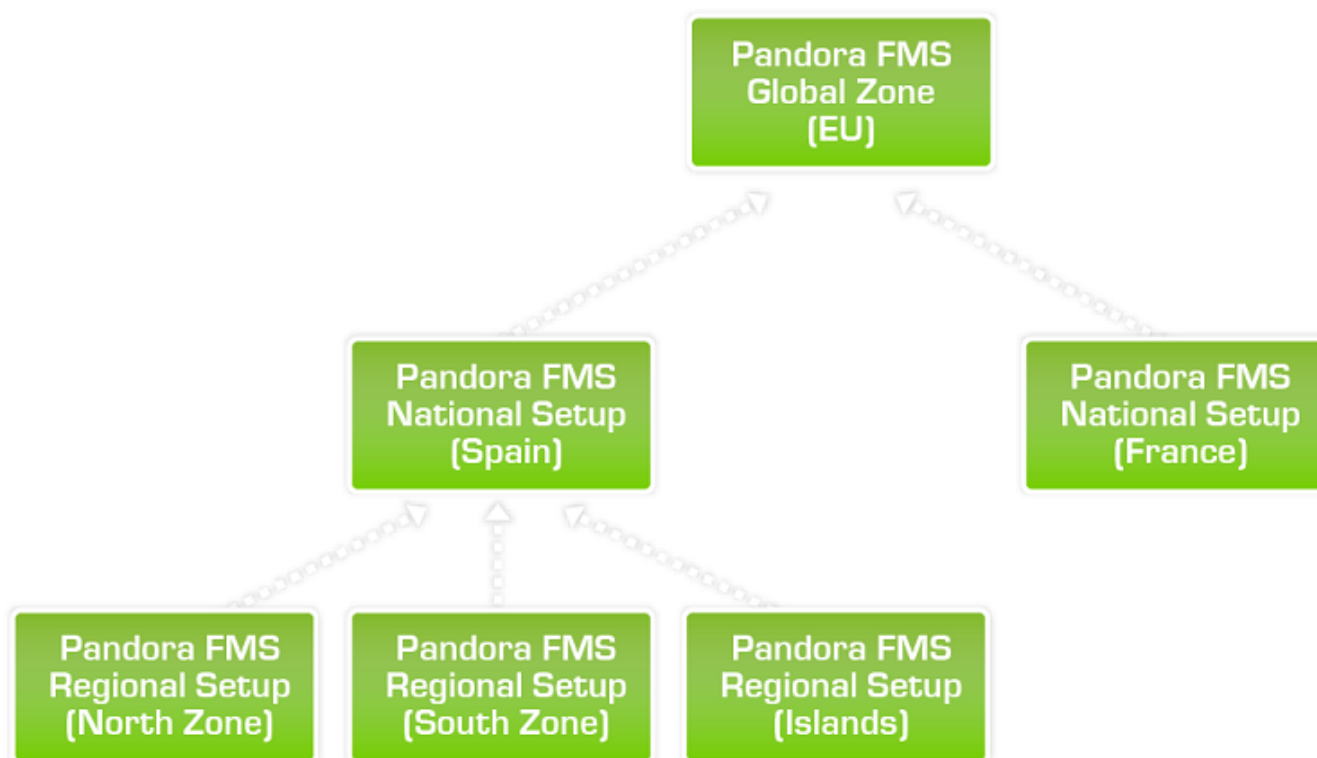 Pandora FMS
Global Zone
(EU)
Pandora FMS
National Setup
(Spain)
Pandora FMS
National Setup
(France)
Pandora FMS
Regional Setup
(North Zone)
Pandora FMS
Regional Setup
(South Zone)
Pandora FMS
Regional Setup
(Islands)